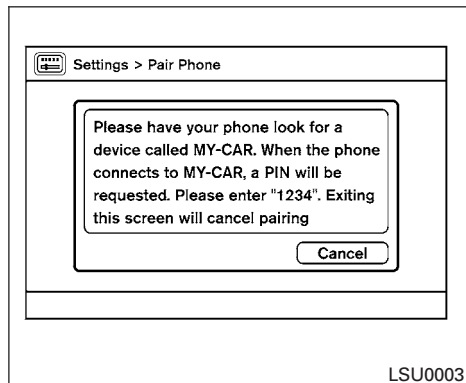 Settings > Pair Phone
Please have your phone look for a
device called MY-CAR. When the phone
connects to MY-CAR, a PIN will be
requested. Please enter "1234". Exiting
this screen will cancel pairing
Cancel
LSU0003